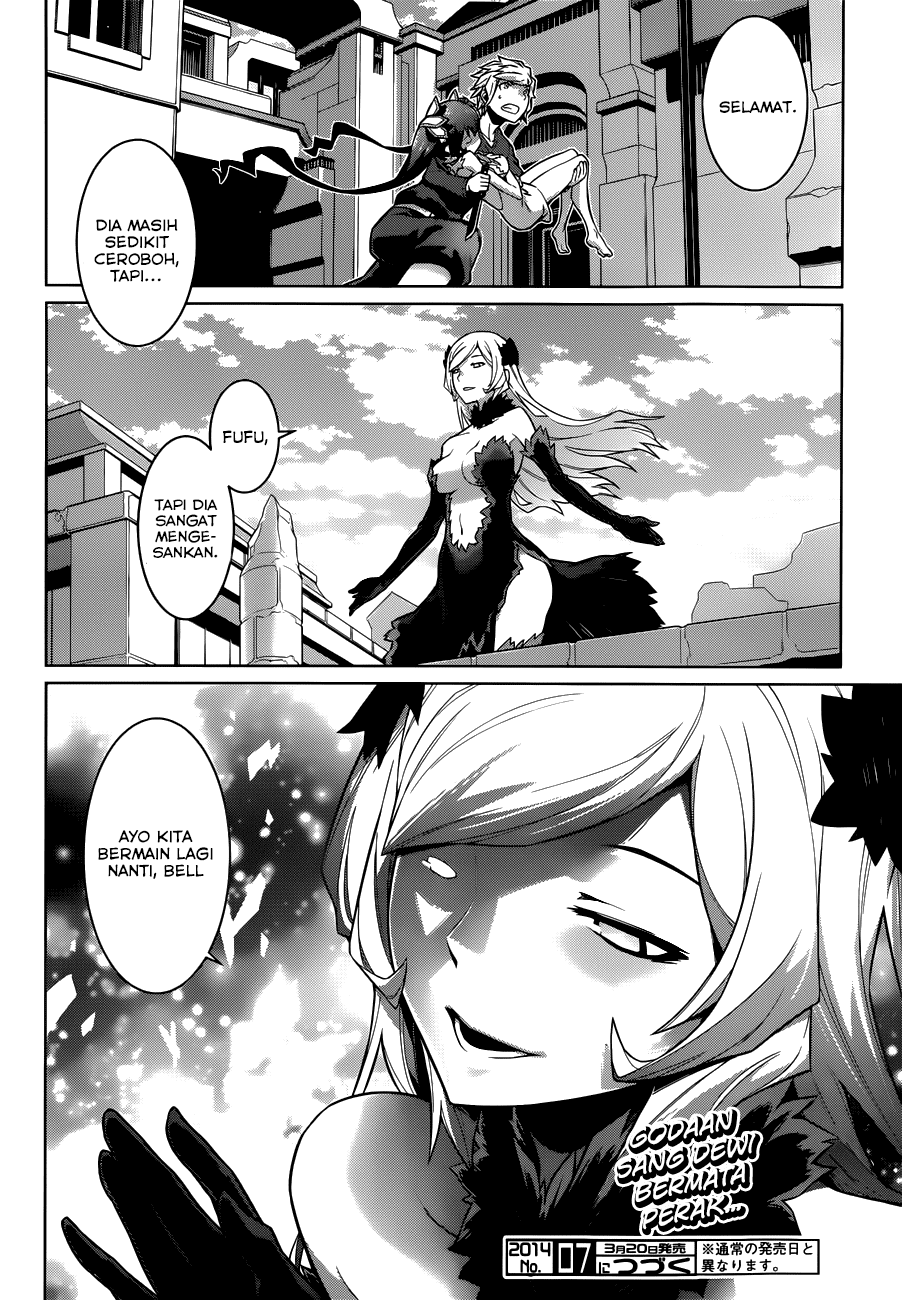 SELAMAT.
DIA MASIH
SEDIKIT
CEROBOH,
TAPI...
FUFU,
TAPI DIA
SANGAT
MENGE-
SANKAN.
AYO KITA
BERMAIN LAGI
NANTI, BELL
GODAAN
SANG DEWI
BERMATA
PERAK...
2014
No. 07
3月20日発売
につづく
※通常の発売日と
異なります。